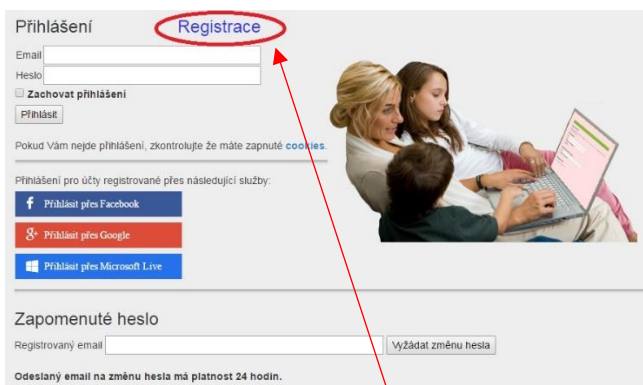 Přihlášení Registrace
Email
Heslo
Zachovat přihlášení
Přihlásit
Pokud Vám nejde přihlášení, zkontrolujte že máte zapnuté cookies.
Přihlášení pro účty registrované přes následující služby:
f Přihlásit přes Facebook
g+ Přihlásit přes Google
Přihlásit přes Microsoft Live
Zapomenuté heslo
Registrovaný email Vyžádat změnu hesla
Odeslaný email na změnu hesla má platnost 24 hodin.